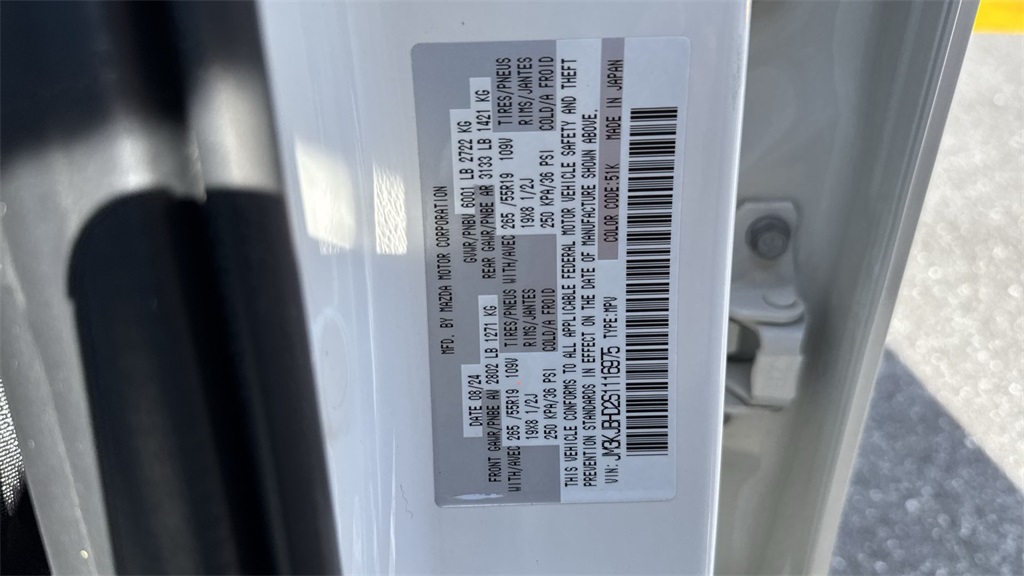 MFD. BY MAZDA MOTOR CORPORATION
DATE 08/24 GVWR/PNBV 6001 LB 2722 KG
FRONT GAWR/PNBE AV 2802 LB 1271 KG REAR GAWR/PNBE AR 3133 LB 1421 KG
WITH/AVEC 265 /55R19 109V TIRES/PNEUS WITH/AVEC 265 /55R19 109V TIRES/PNEUS
19X8 1/2J RIMS/JANTES 19X8 1/2J RIMS/JANTES
250 KPA/36 PSI COLD/A FROID 250 KPA/36 PSI COLD/A FROID
THIS VEHICLE CONFORMS TO ALL APPLICABLE FEDERAL MOTOR VEHICLE SAFETY AND THEFT
PREVENTION STANDARDS IN EFFECT ON THE DATE OF MANUFACTURE SHOWN ABOVE.
VIN: JM3KJBHD2S1116975 TYPE:MPV COLOR CODE:51K MADE IN JAPAN